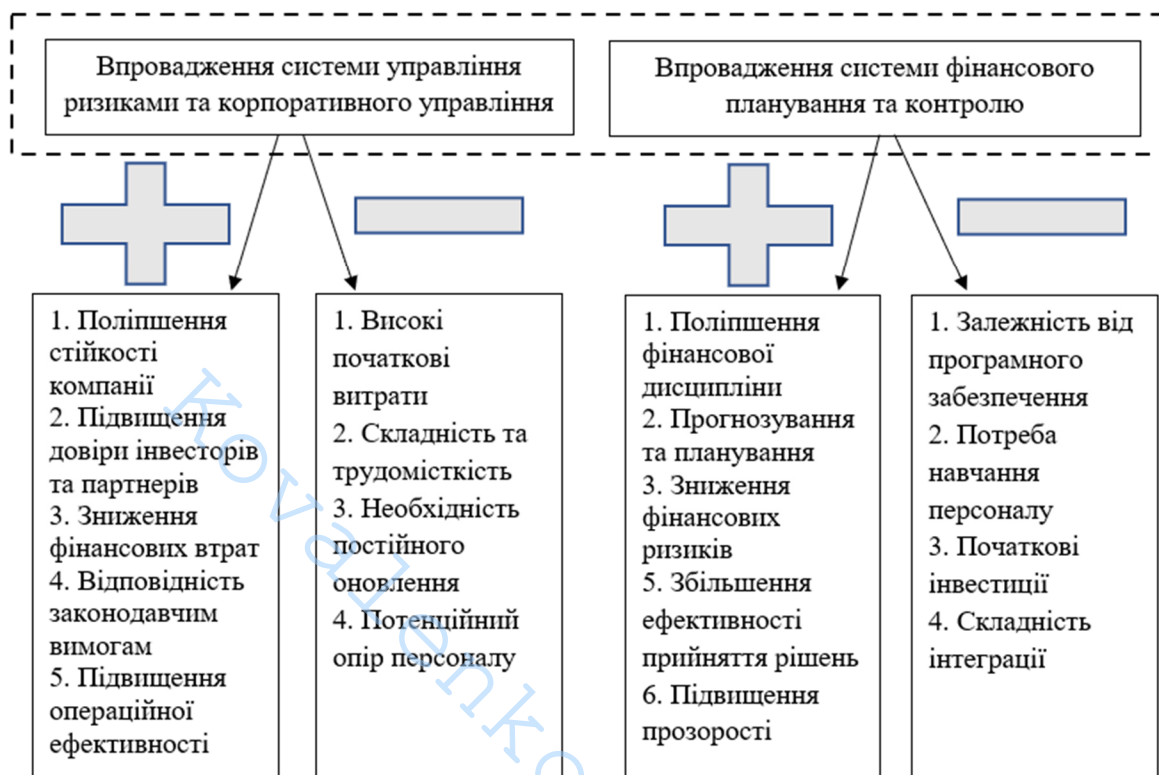 Впровадження системи управління
ризиками та корпоративного управління
Впровадження системи фінансового
планування та контролю
1. Поліпшення
стійкості
компанії
2. Підвищення
довіри інвесторів
та партнерів
3. Зниження
фінансових втрат
4. Відповідність
законодавчим
вимогам
5. Підвищення
операційної
ефективності
1. Високі
початкові
витрати
2. Складність та
трудомісткість
3. Необхідність
постійного
оновлення
4. Потенційний
опір персоналу
1. Поліпшення
фінансової
дисципліни
2. Прогнозування
та планування
3. Зниження
фінансових
ризиків
5. Збільшення
ефективності
прийняття рішень
6. Підвищення
прозорості
1. Залежність від
програмного
забезпечення
2. Потреба
навчання
персоналу
3. Початкові
інвестиції
4. Складність
інтеграції
Kovalenko